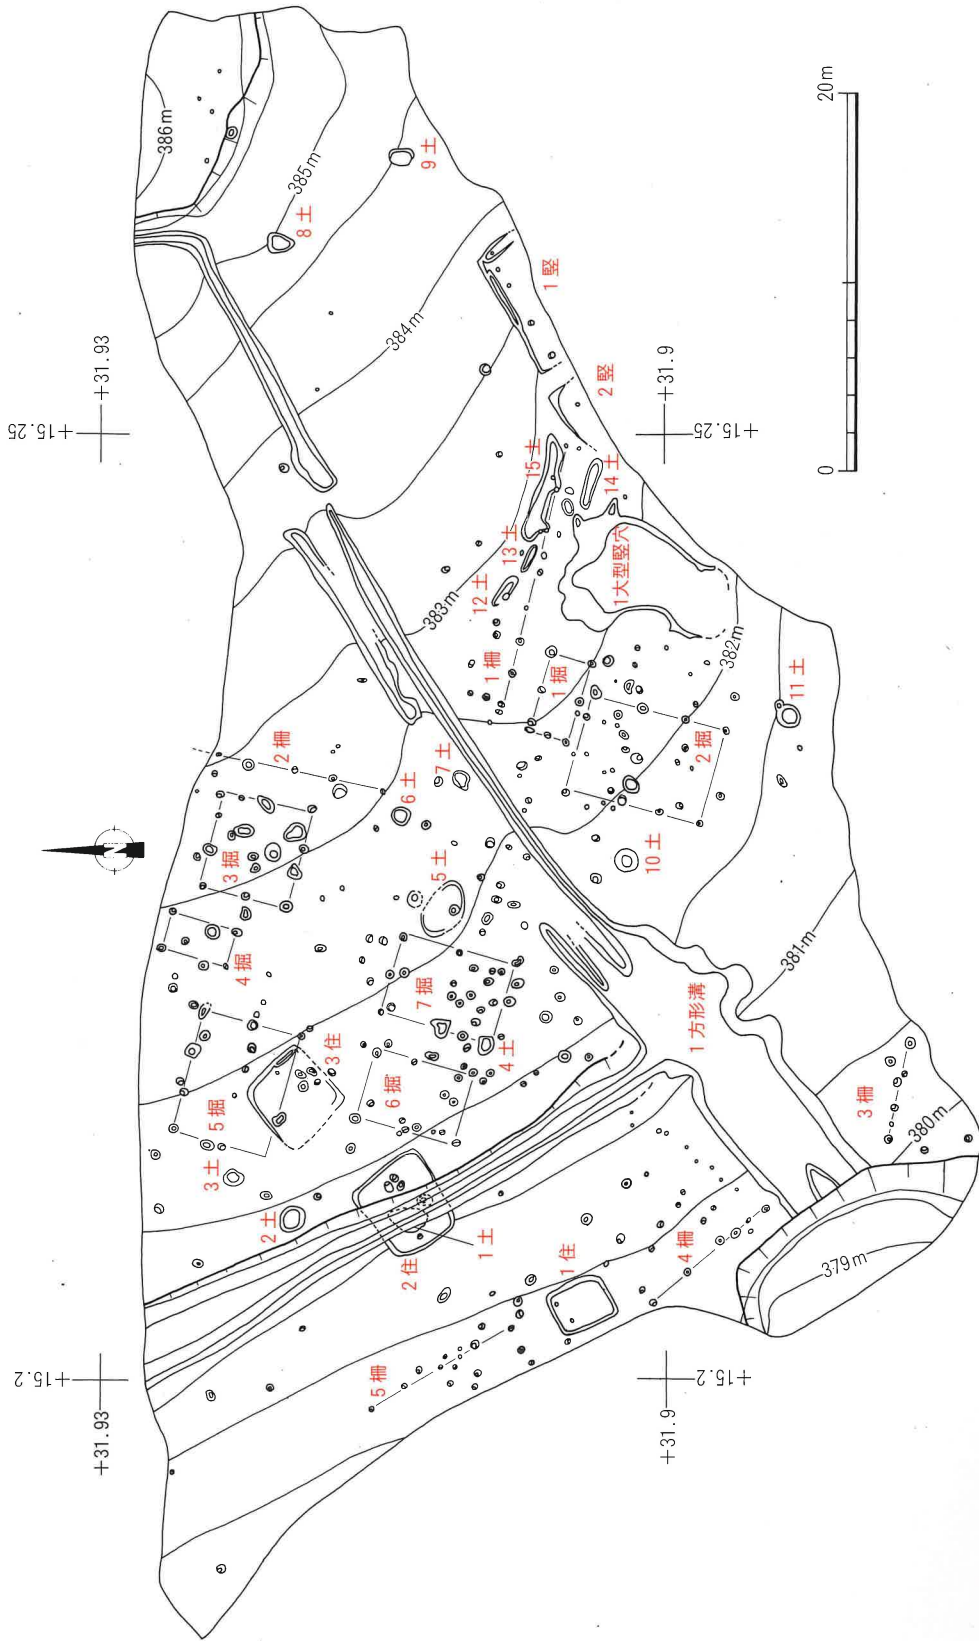 386m
385m
8土
9土
384m
1竪
2竪
+31.93
+15.25
+31.9
+15.25
20m
0
15土
14土
13土
12土
1大型竪穴
383m
1柵
1掘
382m
2掘
11土
2柵
7土
6土
3掘
N
5土
10土
4掘
7掘
381m
1方形溝
3住
4土
5掘
6掘
3柵
380m
3土
2土
1土
2住
1住
4柵
379m
5柵
+15.2
+31.93
+15.2
+31.9